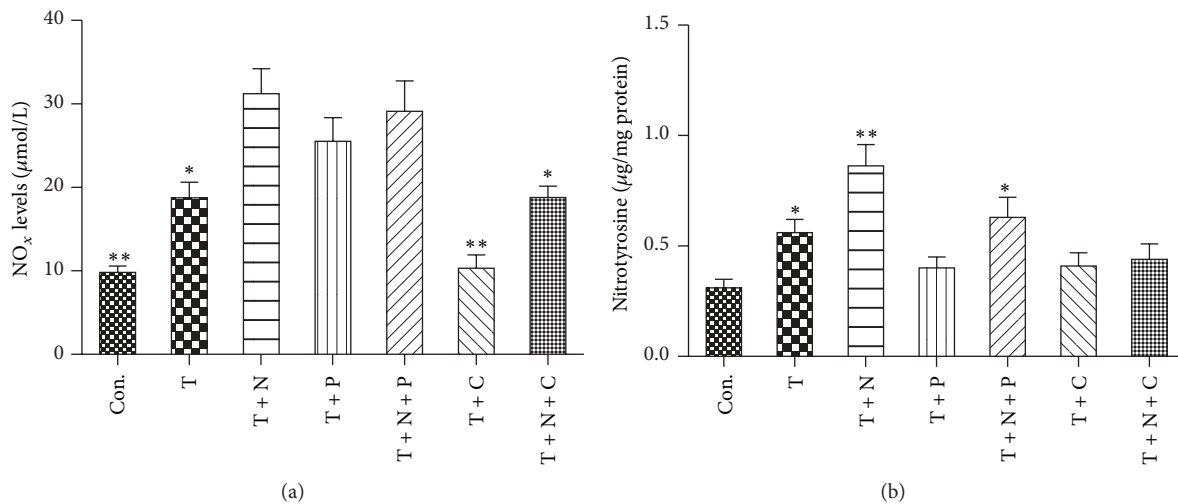 40
30
20
10
0
NOx levels (μmol/L)
**
*
**
*
Con.
T
T + N
T + P
T + N + P
T + C
T + N + C
(a)
1.5
1.0
0.5
0.0
Nitrotyrosine (μg/mg protein)
*
**
*
Con.
T
T + N
T + P
T + N + P
T + C
T + N + C
(b)